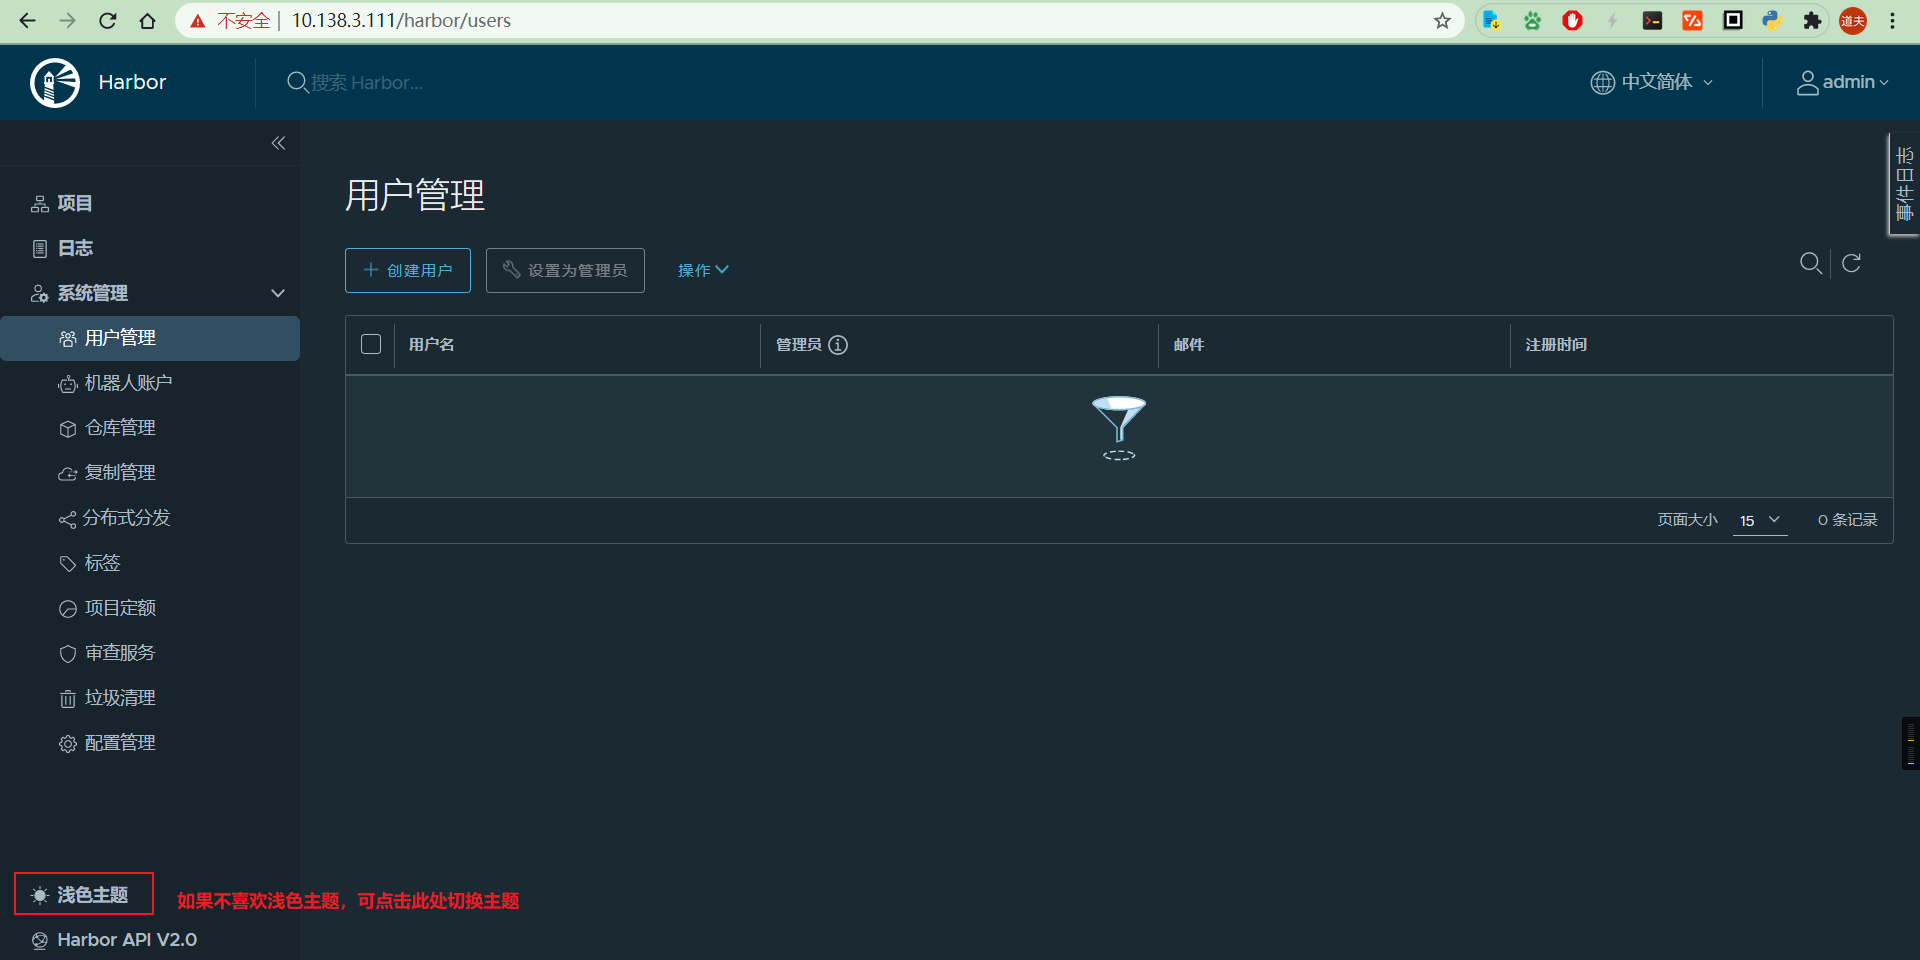 不安全 | 10.138.3.111/harbor/users
道夫
Harbor
搜索 Harbor...
中文简体
admin
事件日志
项目
日志
系统管理
用户管理
机器人账户
仓库管理
复制管理
分布式分发
标签
项目定额
审查服务
垃圾清理
配置管理
浅色主题
如果不喜欢浅色主题，可点击此处切换主题
Harbor API V2.0
用户管理
创建用户
设置为管理员
操作
用户名
管理员
邮件
注册时间
页面大小
15
0 条记录